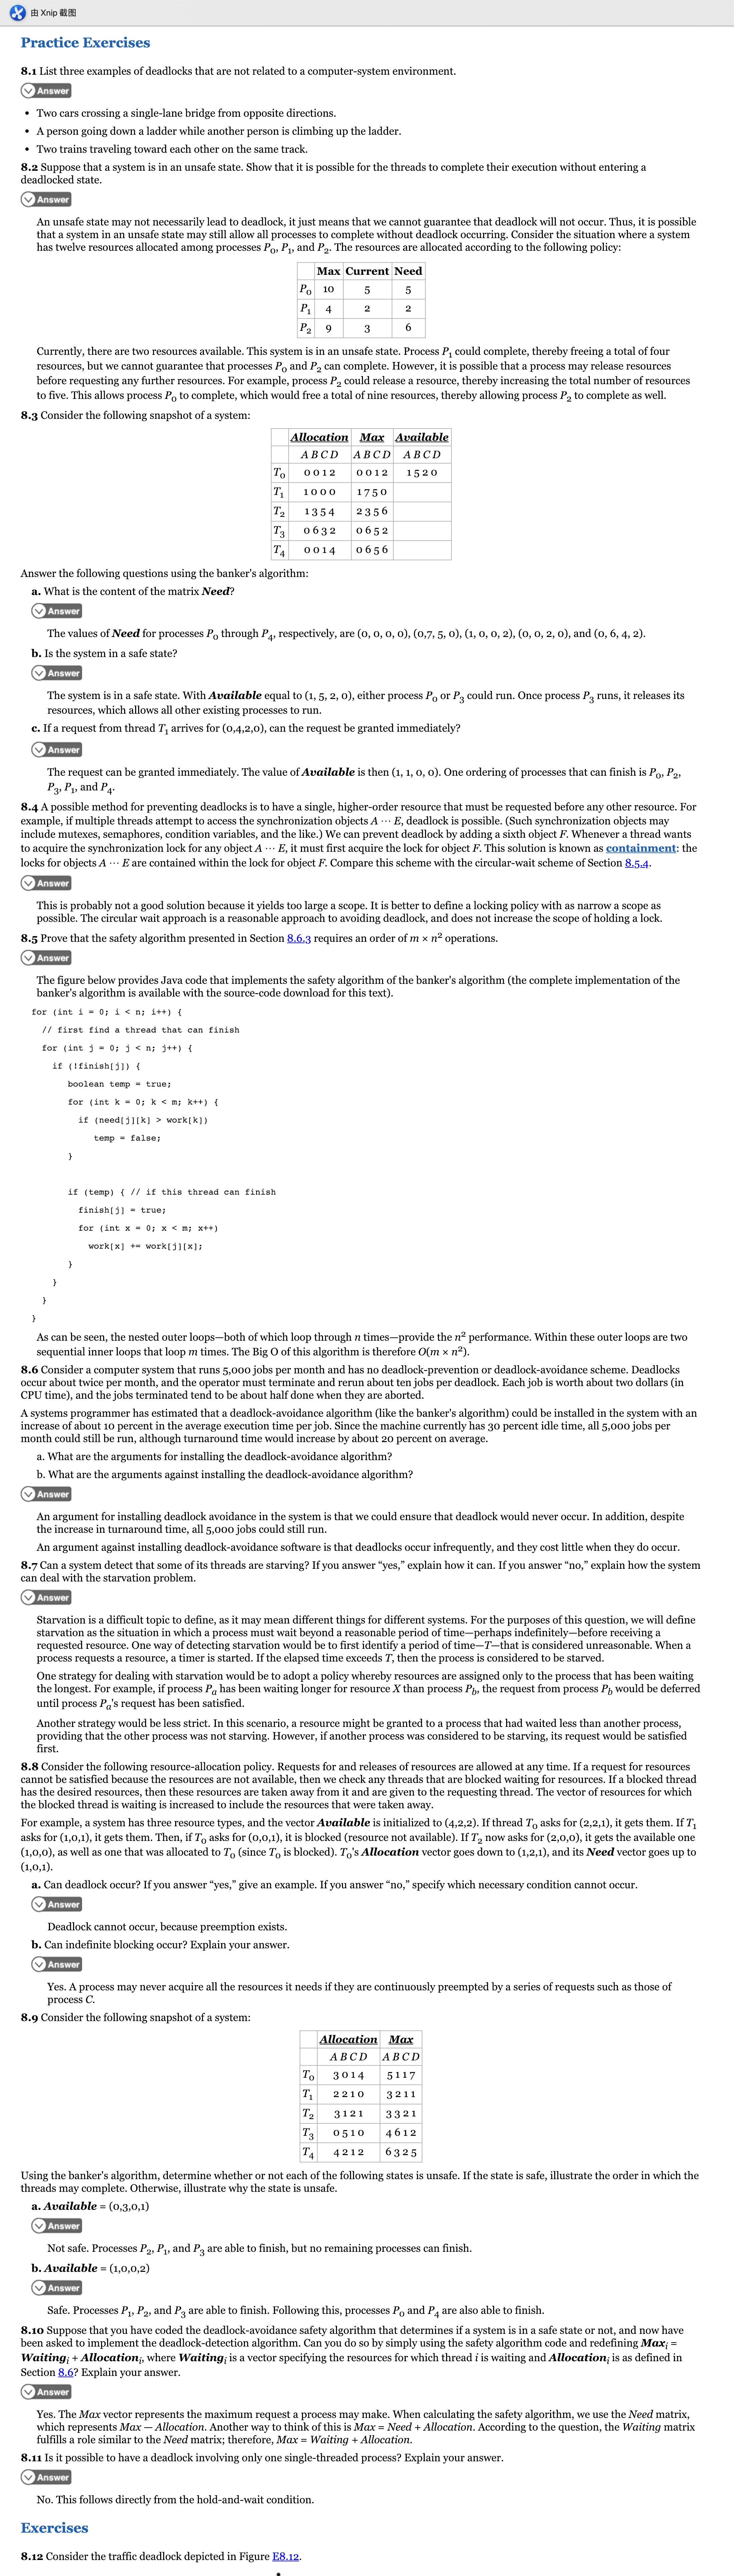 由 Xnip 截图
Practice Exercises
8.1 List three examples of deadlocks that are not related to a computer-system environment.
Answer
• Two cars crossing a single-lane bridge from opposite directions.
• A person going down a ladder while another person is climbing up the ladder.
• Two trains traveling toward each other on the same track.
8.2 Suppose that a system is in an unsafe state. Show that it is possible for the threads to complete their execution without entering a
deadlocked state.
Answer
An unsafe state may not necessarily lead to deadlock, it just means that we cannot guarantee that deadlock will not occur. Thus, it is possible
that a system in an unsafe state may still allow all processes to complete without deadlock occurring. Consider the situation where a system
has twelve resources allocated among processes P0, P1, and P2. The resources are allocated according to the following policy:
Max Current Need
P0 10 5 5
P1 4 2 2
P2 9 3 6
Currently, there are two resources available. This system is in an unsafe state. Process P1 could complete, thereby freeing a total of four
resources, but we cannot guarantee that processes P0 and P2 can complete. However, it is possible that a process may release resources
before requesting any further resources. For example, process P2 could release a resource, thereby increasing the total number of resources
to five. This allows process P0 to complete, which would free a total of nine resources, thereby allowing process P2 to complete as well.
8.3 Consider the following snapshot of a system:
Allocation Max Available
A B C D A B C D A B C D
T0 0 0 1 2 0 0 1 2 1 5 2 0
T1 1 0 0 0 1 7 5 0
T2 1 3 5 4 2 3 5 6
T3 0 6 3 2 0 6 5 2
T4 0 0 1 4 0 6 5 6
Answer the following questions using the banker's algorithm:
a. What is the content of the matrix Need?
Answer
The values of Need for processes P0 through P4, respectively, are (0, 0, 0, 0), (0,7, 5, 0), (1, 0, 0, 2), (0, 0, 2, 0), and (0, 6, 4, 2).
b. Is the system in a safe state?
Answer
The system is in a safe state. With Available equal to (1, 5, 2, 0), either process P0 or P3 could run. Once process P3 runs, it releases its
resources, which allows all other existing processes to run.
c. If a request from thread T1 arrives for (0,4,2,0), can the request be granted immediately?
Answer
The request can be granted immediately. The value of Available is then (1, 1, 0, 0). One ordering of processes that can finish is P0, P2,
P3, P1, and P4.
8.4 A possible method for preventing deadlocks is to have a single, higher-order resource that must be requested before any other resource. For
example, if multiple threads attempt to access the synchronization objects A ··· E, deadlock is possible. (Such synchronization objects may
include mutexes, semaphores, condition variables, and the like.) We can prevent deadlock by adding a sixth object F. Whenever a thread wants
to acquire the synchronization lock for any object A ··· E, it must first acquire the lock for object F. This solution is known as containment: the
locks for objects A ··· E are contained within the lock for object F. Compare this scheme with the circular-wait scheme of Section 8.5.4.
Answer
This is probably not a good solution because it yields too large a scope. It is better to define a locking policy with as narrow a scope as
possible. The circular wait approach is a reasonable approach to avoiding deadlock, and does not increase the scope of holding a lock.
8.5 Prove that the safety algorithm presented in Section 8.6.3 requires an order of m × n² operations.
Answer
The figure below provides Java code that implements the safety algorithm of the banker's algorithm (the complete implementation of the
banker's algorithm is available with the source-code download for this text).
for (int i = 0; i < n; i++) {
// first find a thread that can finish
for (int j = 0; j < n; j++) {
if (!finish[j]) {
boolean temp = true;
for (int k = 0; k < m; k++) {
if (need[j][k] > work[k])
temp = false;
}
if (temp) { // if this thread can finish
finish[j] = true;
for (int x = 0; x < m; x++)
work[x] += work[j][x];
}
}
}
}
As can be seen, the nested outer loops—both of which loop through n times—provide the n² performance. Within these outer loops are two
sequential inner loops that loop m times. The Big O of this algorithm is therefore O(m × n²).
8.6 Consider a computer system that runs 5,000 jobs per month and has no deadlock-prevention or deadlock-avoidance scheme. Deadlocks
occur about twice per month, and the operator must terminate and rerun about ten jobs per deadlock. Each job is worth about two dollars (in
CPU time), and the jobs terminated tend to be about half done when they are aborted.
A systems programmer has estimated that a deadlock-avoidance algorithm (like the banker's algorithm) could be installed in the system with an
increase of about 10 percent in the average execution time per job. Since the machine currently has 30 percent idle time, all 5,000 jobs per
month could still be run, although turnaround time would increase by about 20 percent on average.
a. What are the arguments for installing the deadlock-avoidance algorithm?
b. What are the arguments against installing the deadlock-avoidance algorithm?
Answer
An argument for installing deadlock avoidance in the system is that we could ensure that deadlock would never occur. In addition, despite
the increase in turnaround time, all 5,000 jobs could still run.
An argument against installing deadlock-avoidance software is that deadlocks occur infrequently, and they cost little when they do occur.
8.7 Can a system detect that some of its threads are starving? If you answer “yes,” explain how it can. If you answer “no,” explain how the system
can deal with the starvation problem.
Answer
Starvation is a difficult topic to define, as it may mean different things for different systems. For the purposes of this question, we will define
starvation as the situation in which a process must wait beyond a reasonable period of time—perhaps indefinitely—before receiving a
requested resource. One way of detecting starvation would be to first identify a period of time—T—that is considered unreasonable. When a
process requests a resource, a timer is started. If the elapsed time exceeds T, then the process is considered to be starved.
One strategy for dealing with starvation would be to adopt a policy whereby resources are assigned only to the process that has been waiting
the longest. For example, if process Pa has been waiting longer for resource X than process Pb, the request from process Pb would be deferred
until process Pa's request has been satisfied.
Another strategy would be less strict. In this scenario, a resource might be granted to a process that had waited less than another process,
providing that the other process was not starving. However, if another process was considered to be starving, its request would be satisfied
first.
8.8 Consider the following resource-allocation policy. Requests for and releases of resources are allowed at any time. If a request for resources
cannot be satisfied because the resources are not available, then we check any threads that are blocked waiting for resources. If a blocked thread
has the desired resources, then these resources are taken away from it and are given to the requesting thread. The vector of resources for which
the blocked thread is waiting is increased to include the resources that were taken away.
For example, a system has three resource types, and the vector Available is initialized to (4,2,2). If thread T0 asks for (2,2,1), it gets them. If T1
asks for (1,0,1), it gets them. Then, if T0 asks for (0,0,1), it is blocked (resource not available). If T2 now asks for (2,0,0), it gets the available one
(1,0,0), as well as one that was allocated to T0 (since T0 is blocked). T0's Allocation vector goes down to (1,2,1), and its Need vector goes up to
(1,0,1).
a. Can deadlock occur? If you answer “yes,” give an example. If you answer “no,” specify which necessary condition cannot occur.
Answer
Deadlock cannot occur, because preemption exists.
b. Can indefinite blocking occur? Explain your answer.
Answer
Yes. A process may never acquire all the resources it needs if they are continuously preempted by a series of requests such as those of
process C.
8.9 Consider the following snapshot of a system:
Allocation Max
A B C D A B C D
T0 3 0 1 4 5 1 1 7
T1 2 2 1 0 3 2 1 1
T2 3 1 2 1 3 3 2 1
T3 0 5 1 0 4 6 1 2
T4 4 2 1 2 6 3 2 5
Using the banker's algorithm, determine whether or not each of the following states is unsafe. If the state is safe, illustrate the order in which the
threads may complete. Otherwise, illustrate why the state is unsafe.
a. Available = (0,3,0,1)
Answer
Not safe. Processes P2, P1, and P3 are able to finish, but no remaining processes can finish.
b. Available = (1,0,0,2)
Answer
Safe. Processes P1, P2, and P3 are able to finish. Following this, processes P0 and P4 are also able to finish.
8.10 Suppose that you have coded the deadlock-avoidance safety algorithm that determines if a system is in a safe state or not, and now have
been asked to implement the deadlock-detection algorithm. Can you do so by simply using the safety algorithm code and redefining Maxi =
Waitingi + Allocationi, where Waitingi is a vector specifying the resources for which thread i is waiting and Allocationi is as defined in
Section 8.6? Explain your answer.
Answer
Yes. The Max vector represents the maximum request a process may make. When calculating the safety algorithm, we use the Need matrix,
which represents Max — Allocation. Another way to think of this is Max = Need + Allocation. According to the question, the Waiting matrix
fulfills a role similar to the Need matrix; therefore, Max = Waiting + Allocation.
8.11 Is it possible to have a deadlock involving only one single-threaded process? Explain your answer.
Answer
No. This follows directly from the hold-and-wait condition.
Exercises
8.12 Consider the traffic deadlock depicted in Figure E8.12.